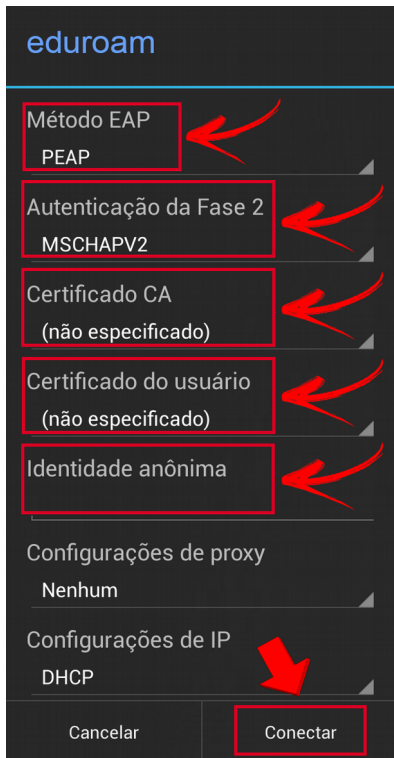 eduroam
Método EAP
PEAP
Autenticação da Fase 2
MSCHAPV2
Certificado CA
(não especificado)
Certificado do usuário
(não especificado)
Identidade anônima
Configurações de proxy
Nenhum
Configurações de IP
DHCP
Cancelar
Conectar